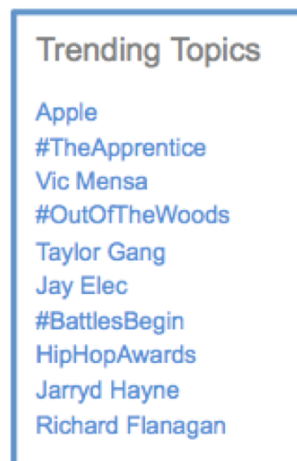 Trending Topics
Apple
#TheApprentice
Vic Mensa
#OutOfTheWoods
Taylor Gang
Jay Elec
#BattlesBegin
HipHopAwards
Jarryd Hayne
Richard Flanagan